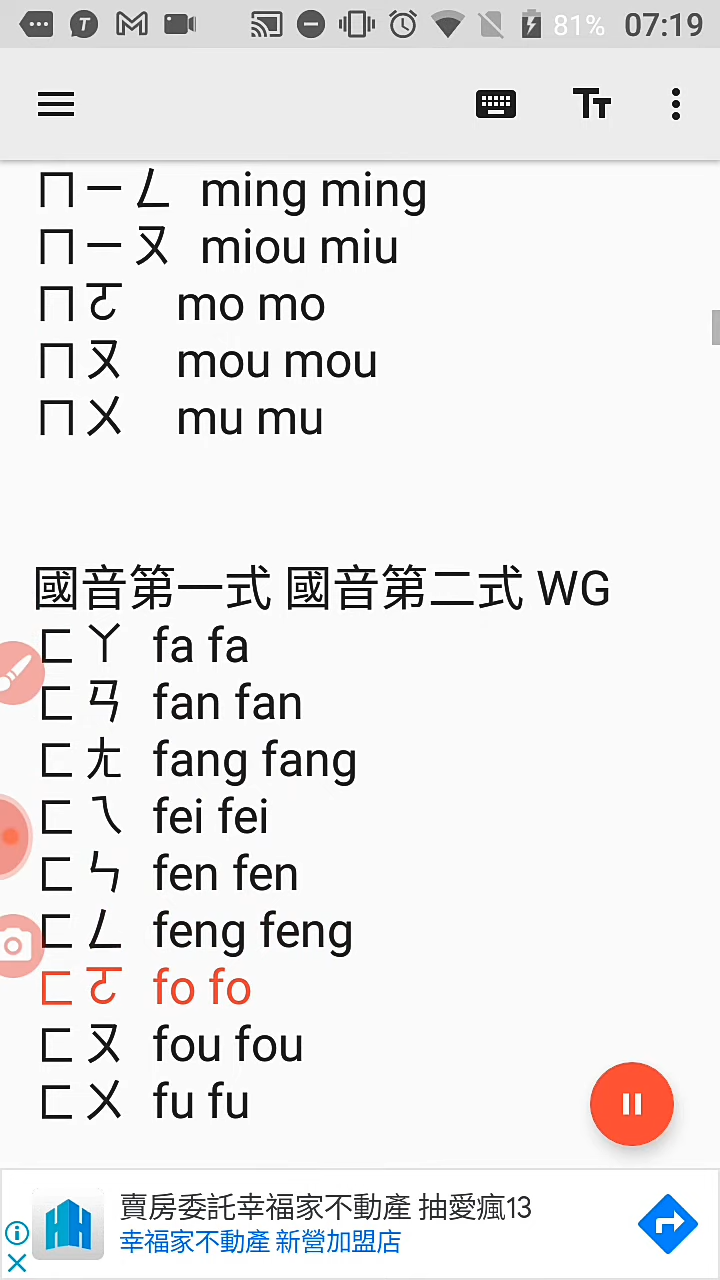 81% 07:19
ㄇㄧㄥ ming ming
ㄇㄧㄡ miou miu
ㄇㄛ mo mo
ㄇㄡ mou mou
ㄇㄨ mu mu
國音第一式 國音第二式 WG
ㄈㄚ fa fa
ㄈㄢ fan fan
ㄈㄤ fang fang
ㄈㄟ fei fei
ㄈㄣ fen fen
ㄈㄥ feng feng
ㄈㄛ fo fo
ㄈㄡ fou fou
ㄈㄨ fu fu
賣房委託幸福家不動產 抽愛瘋13
幸福家不動產 新營加盟店